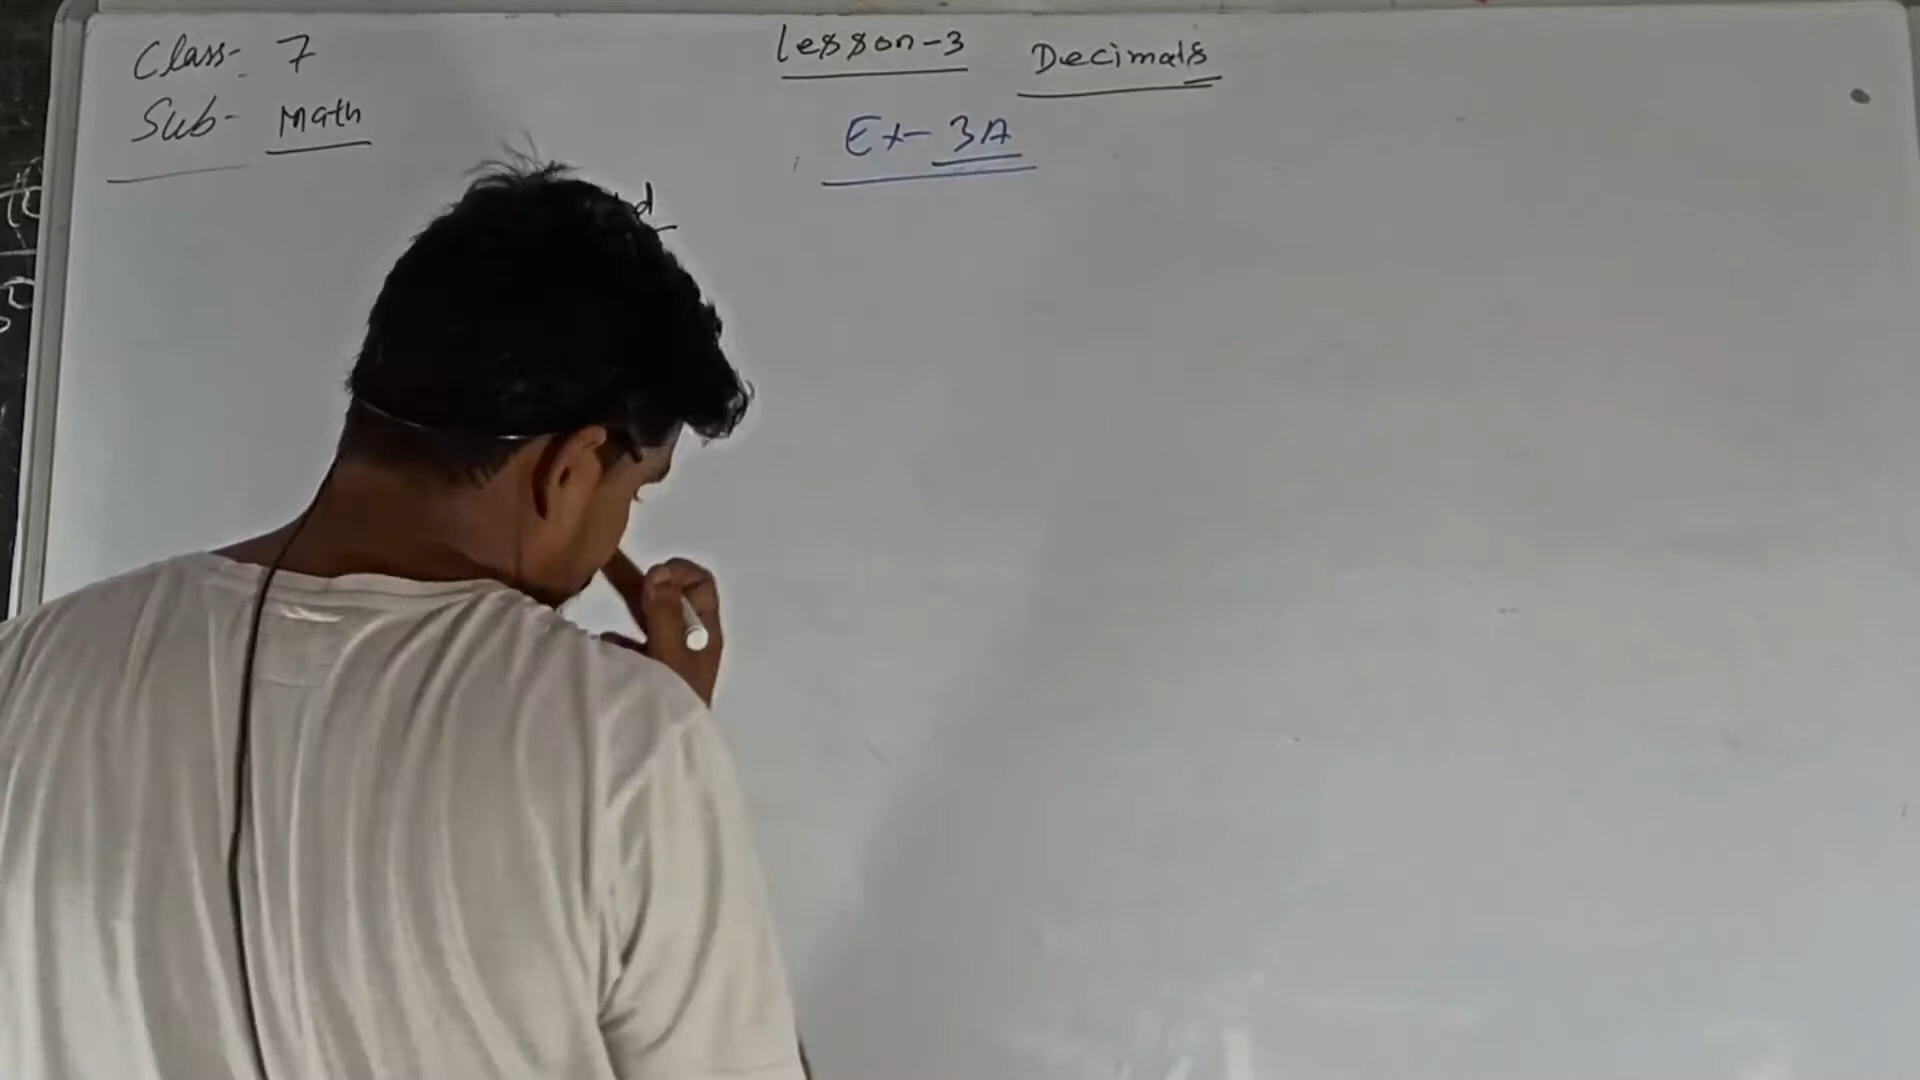 Class- 7
Lesson-3 Decimals
Sub- Math
Ex- 3A